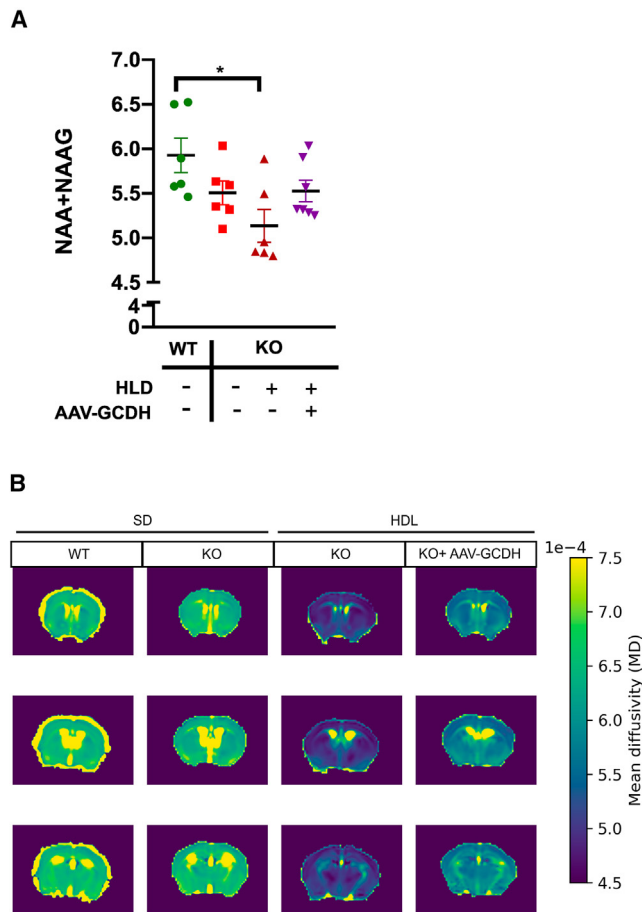 A
7.0
*
6.5
6.0
5.5
5.0
4.5
4
0
NAA+NAAG
WT KO
HLD - - + +
AAV-GCDH - - - +
B
SD HDL
WT KO KO KO+ AAV-GCDH
1e−4
7.5
7.0
6.5
6.0
5.5
5.0
4.5
Mean diffusivity (MD)